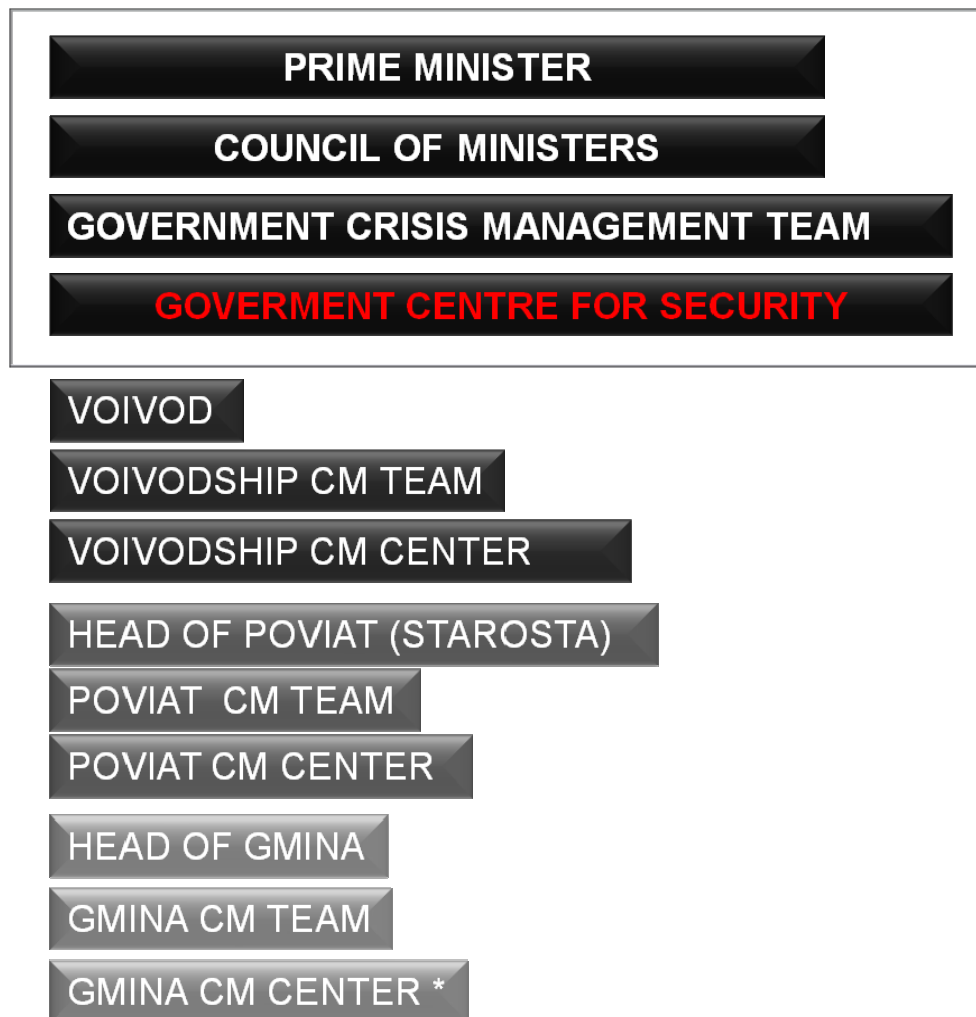 PRIME MINISTER
COUNCIL OF MINISTERS
GOVERNMENT CRISIS MANAGEMENT TEAM
GOVERMENT CENTRE FOR SECURITY
VOIVOD
VOIVODSHIP CM TEAM
VOIVODSHIP CM CENTER
HEAD OF POVIAT (STAROSTA)
POVIAT CM TEAM
POVIAT CM CENTER
HEAD OF GMINA
GMINA CM TEAM
GMINA CM CENTER *